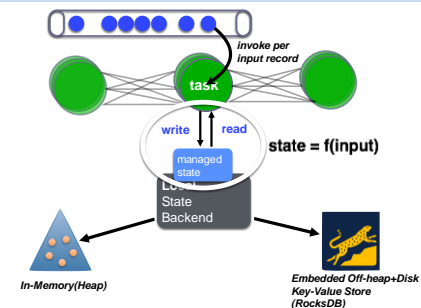 invoke per
input record
task
write read
managed
state
state = f(input)
Local
State
Backend
In-Memory(Heap)
Embedded Off-heap+Disk
Key-Value Store
(RocksDB)